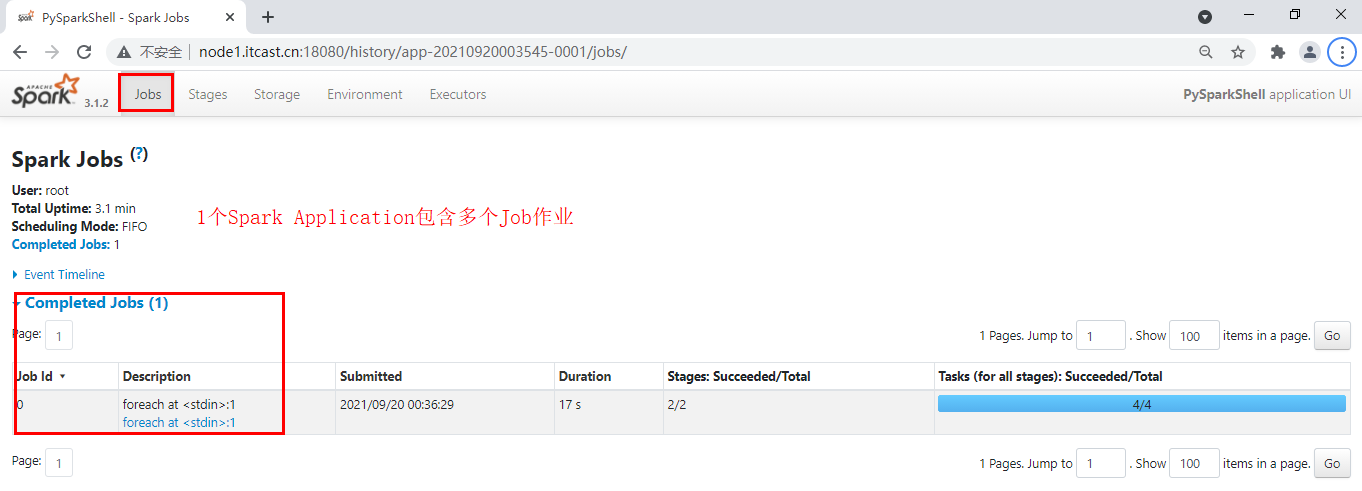 PySparkShell - Spark Jobs
不安全 node1.itcast.cn:18080/history/app-20210920003545-0001/jobs/
APACHE Spark 3.1.2 Jobs Stages Storage Environment Executors PySparkShell application UI
Spark Jobs (?)
User: root
Total Uptime: 3.1 min
Scheduling Mode: FIFO
1个Spark Application包含多个Job作业
Completed Jobs: 1
Event Timeline
Completed Jobs (1)
Page: 1 1 Pages. Jump to 1 . Show 100 items in a page. Go
Job Id Description Submitted Duration Stages: Succeeded/Total Tasks (for all stages): Succeeded/Total
0 foreach at <stdin>:1 2021/09/20 00:36:29 17 s 2/2 4/4
foreach at <stdin>:1
Page: 1 1 Pages. Jump to 1 . Show 100 items in a page. Go